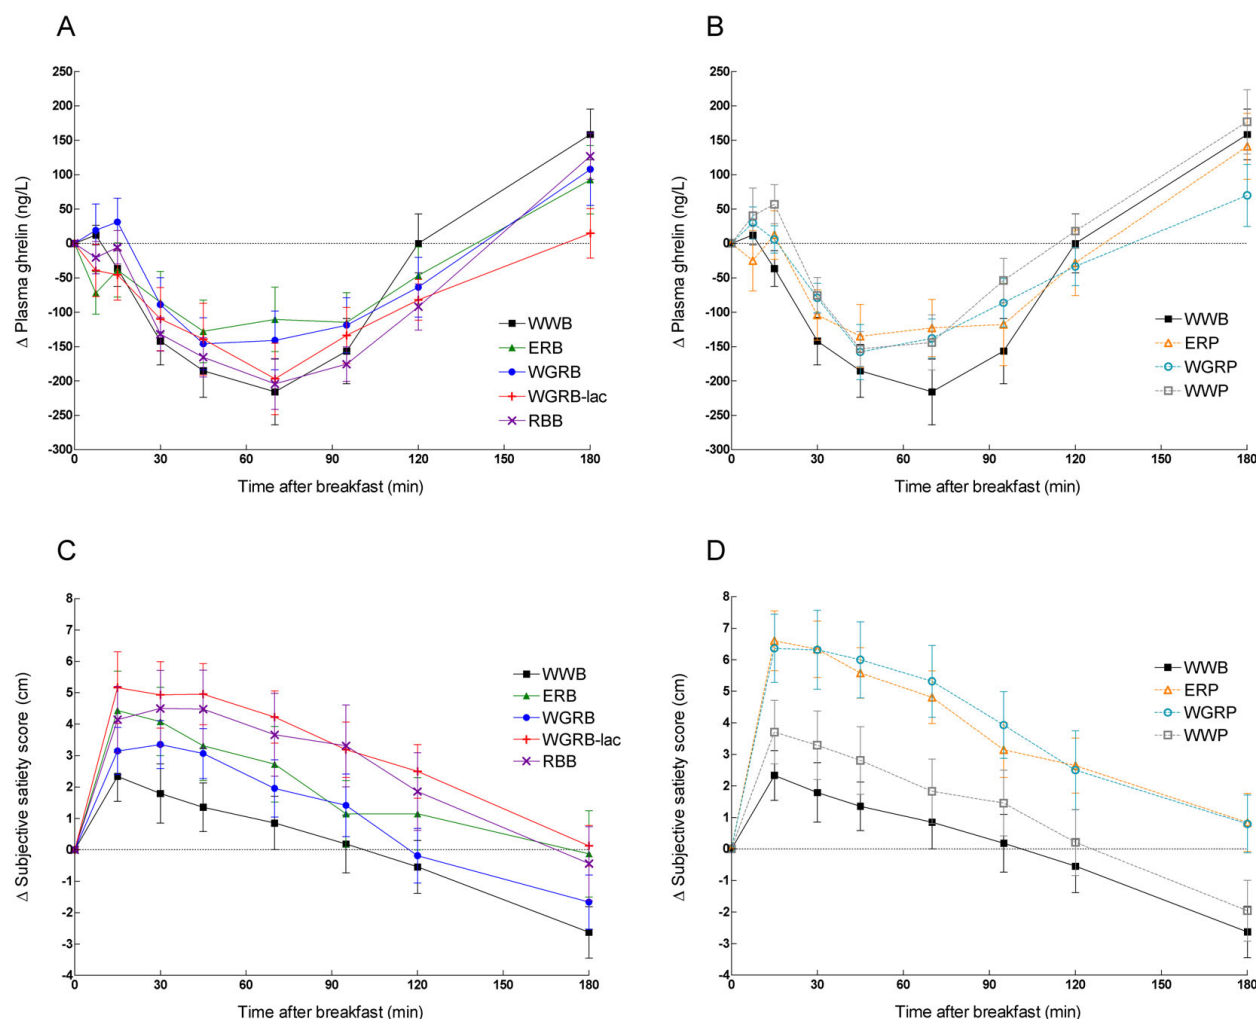 A
250
200
150
100
50
0
-50
-100
-150
-200
-250
-300
Δ Plasma ghrelin (ng/L)
0 30 60 90 120 150 180
Time after breakfast (min)
WWB
ERB
WGRB
WGRB-lac
RBB
B
250
200
150
100
50
0
-50
-100
-150
-200
-250
-300
Δ Plasma ghrelin (ng/L)
0 30 60 90 120 150 180
Time after breakfast (min)
WWB
ERP
WGRP
WWP
C
8
7
6
5
4
3
2
1
0
-1
-2
-3
-4
Δ Subjective satiety score (cm)
0 30 60 90 120 150 180
Time after breakfast (min)
WWB
ERB
WGRB
WGRB-lac
RBB
D
8
7
6
5
4
3
2
1
0
-1
-2
-3
-4
Δ Subjective satiety score (cm)
0 30 60 90 120 150 180
Time after breakfast (min)
WWB
ERP
WGRP
WWP